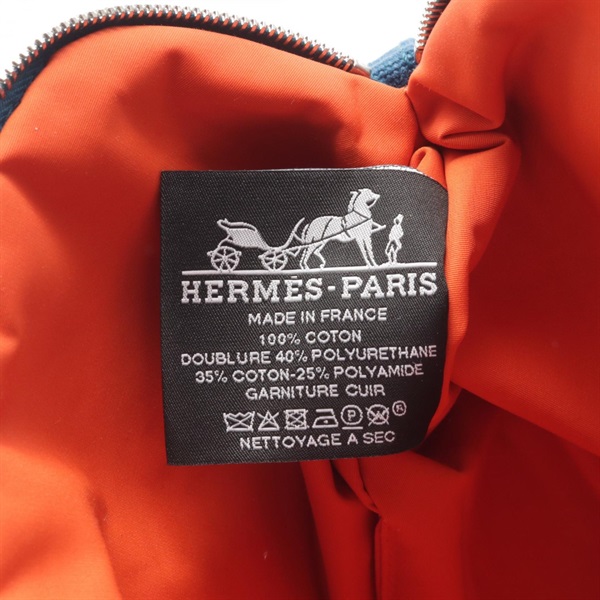 HERMÈS-PARIS
MADE IN FRANCE
100% COTON
DOUBLURE 40% POLYURETHANE
35% COTON-25% POLYAMIDE
GARNITURE CUIR
P R
NETTOYAGE A SEC